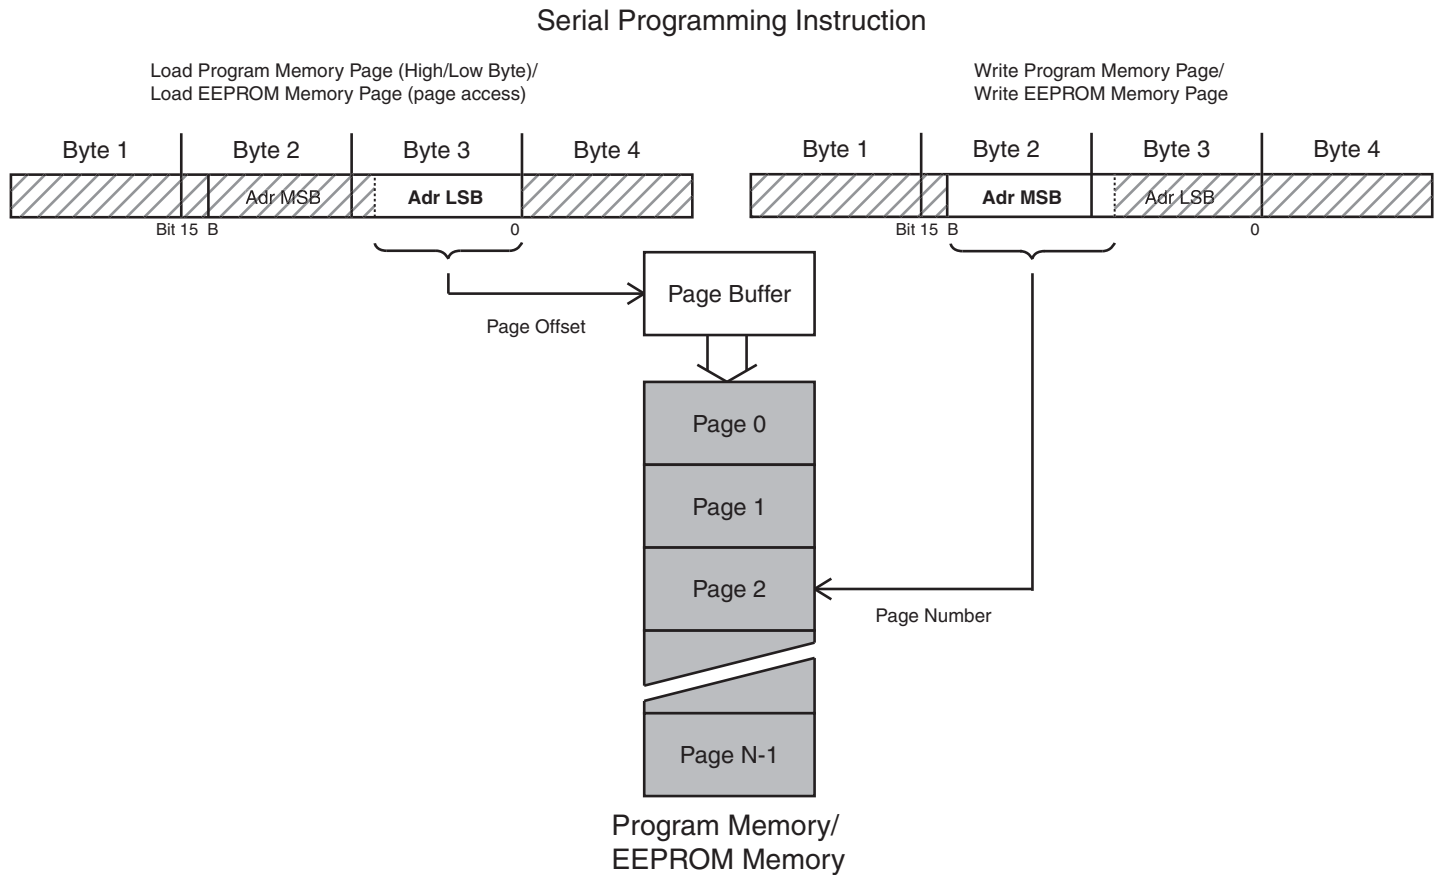 Serial Programming Instruction
Load Program Memory Page (High/Low Byte)/
Load EEPROM Memory Page (page access)
Write Program Memory Page/
Write EEPROM Memory Page
Byte 1 Byte 2 Byte 3 Byte 4
Adr MSB Adr LSB
Bit 15 B 0
Byte 1 Byte 2 Byte 3 Byte 4
Adr MSB Adr LSB
Bit 15 B 0
Page Buffer
Page Offset
Page 0
Page 1
Page 2
Page Number
Page N-1
Program Memory/
EEPROM Memory